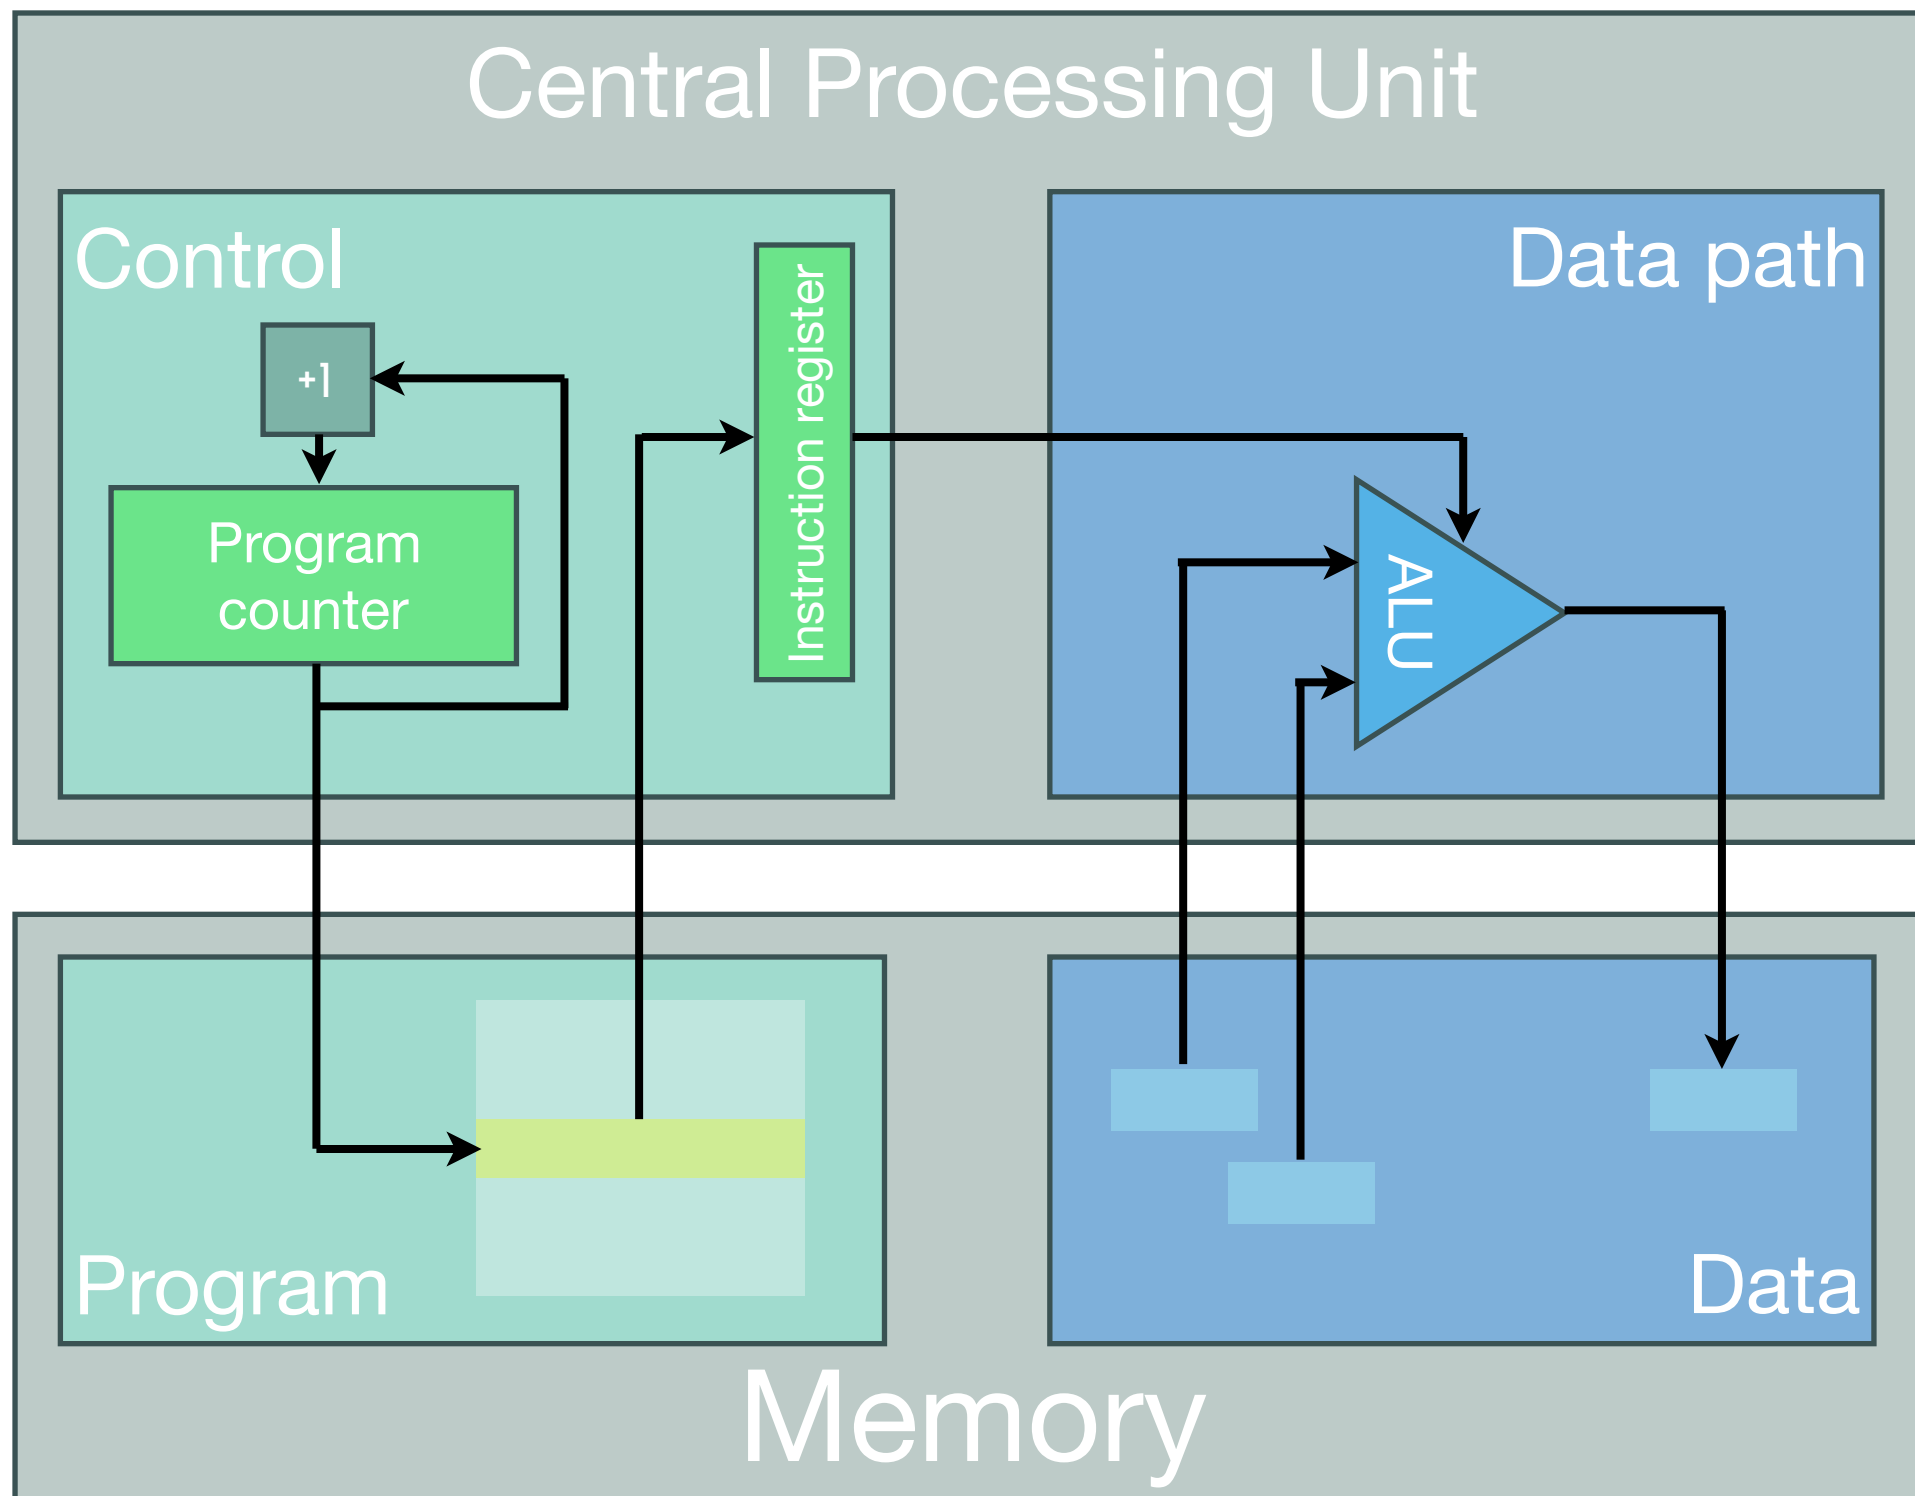 Central Processing Unit
Control
Data path
+1
Instruction register
Program
counter
ALU
Program
Data
Memory